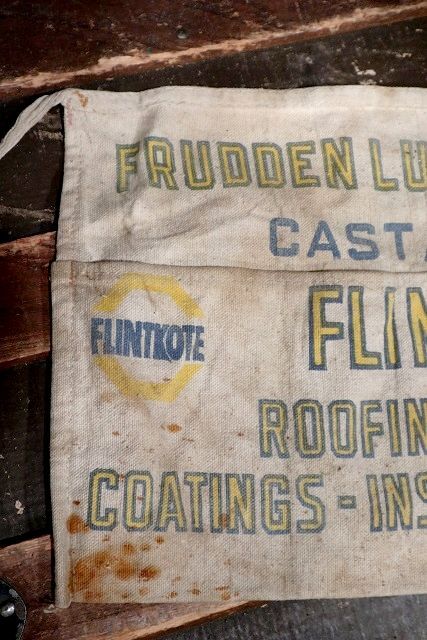 FRUDDEN LU
CAST
FLINTKOTE
FLIN
ROOFIN
COATINGS - INS